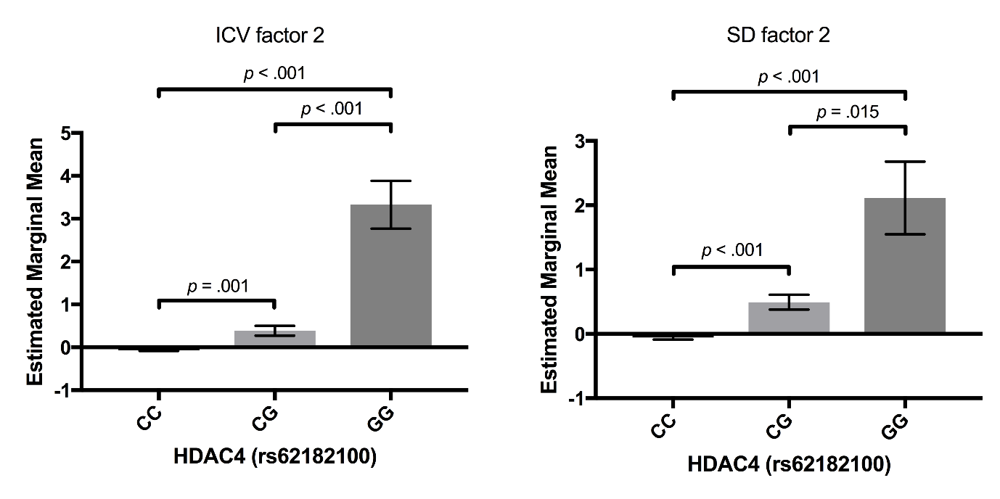 ICV factor 2
p < .001
p < .001
p = .001
Estimated Marginal Mean
5
4
3
2
1
0
-1
CC
CG
GG
HDAC4 (rs62182100)
SD factor 2
p < .001
p = .015
p < .001
Estimated Marginal Mean
3
2
1
0
-1
CC
CG
GG
HDAC4 (rs62182100)